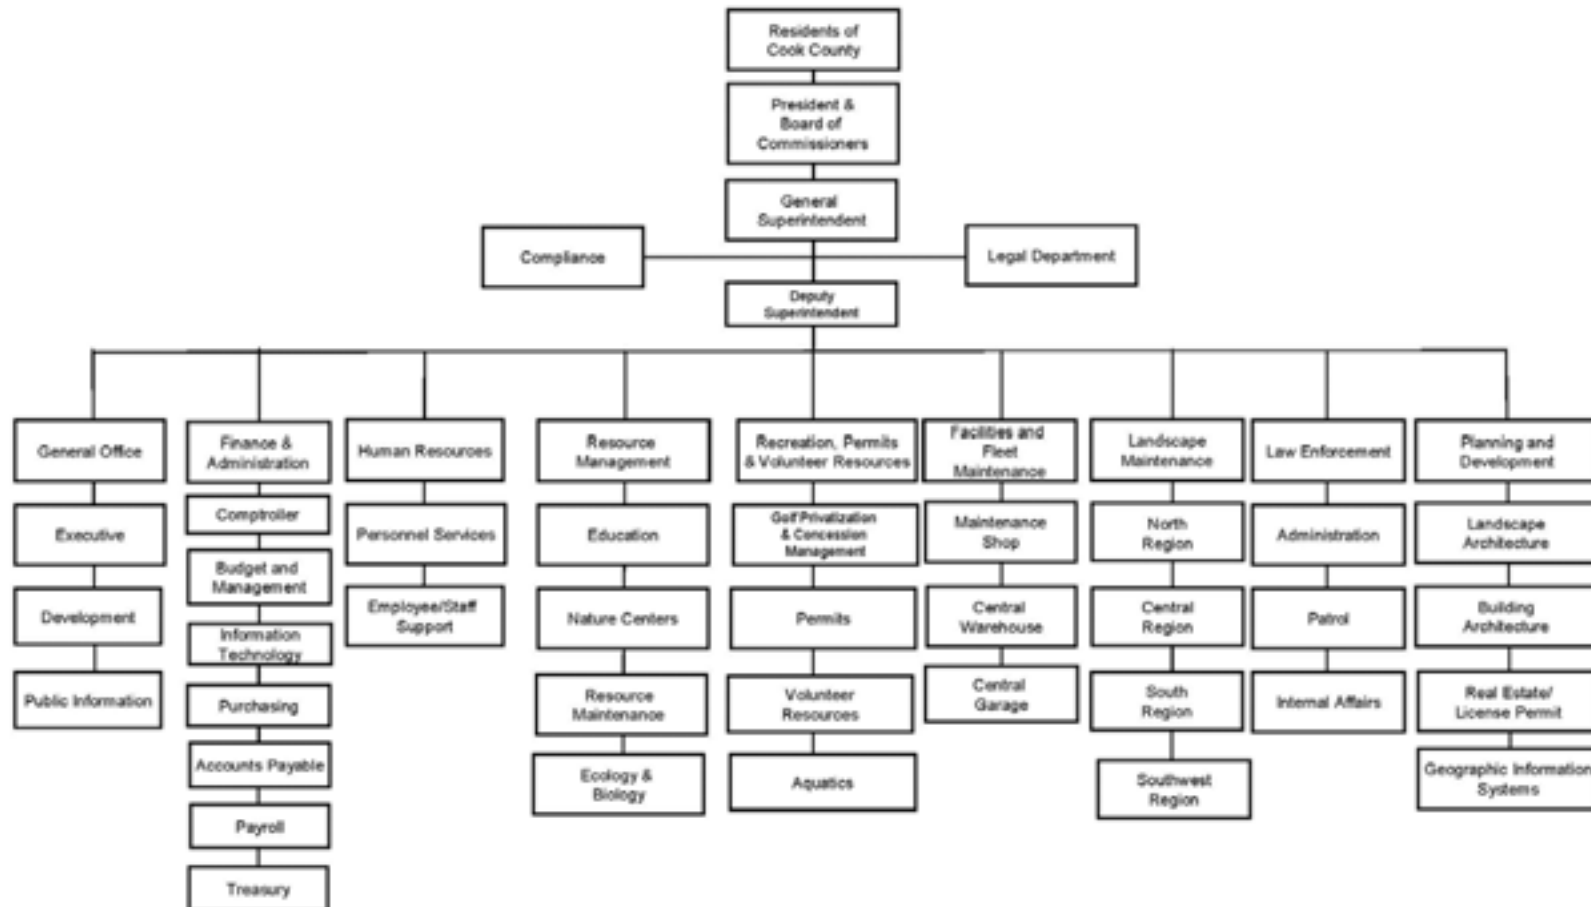 Residents of
Cook County
President &
Board of
Commissioners
General
Superintendent
Compliance
Legal Department
Deputy
Superintendent
General Office
Executive
Development
Public Information
Finance &
Administration
Comptroller
Budget and
Management
Information
Technology
Purchasing
Accounts Payable
Payroll
Treasury
Human Resources
Personnel Services
Employee/Staff
Support
Resource
Management
Education
Nature Centers
Resource
Maintenance
Ecology &
Biology
Recreation, Permits
& Volunteer Resources
Golf Privatization
& Concession
Management
Permits
Volunteer
Resources
Aquatics
Facilities and
Fleet
Maintenance
Maintenance
Shop
Central
Warehouse
Central
Garage
Landscape
Maintenance
North
Region
Central
Region
South
Region
Southwest
Region
Law Enforcement
Administration
Patrol
Internal Affairs
Planning and
Development
Landscape
Architecture
Building
Architecture
Real Estate/
License Permit
Geographic Information
Systems